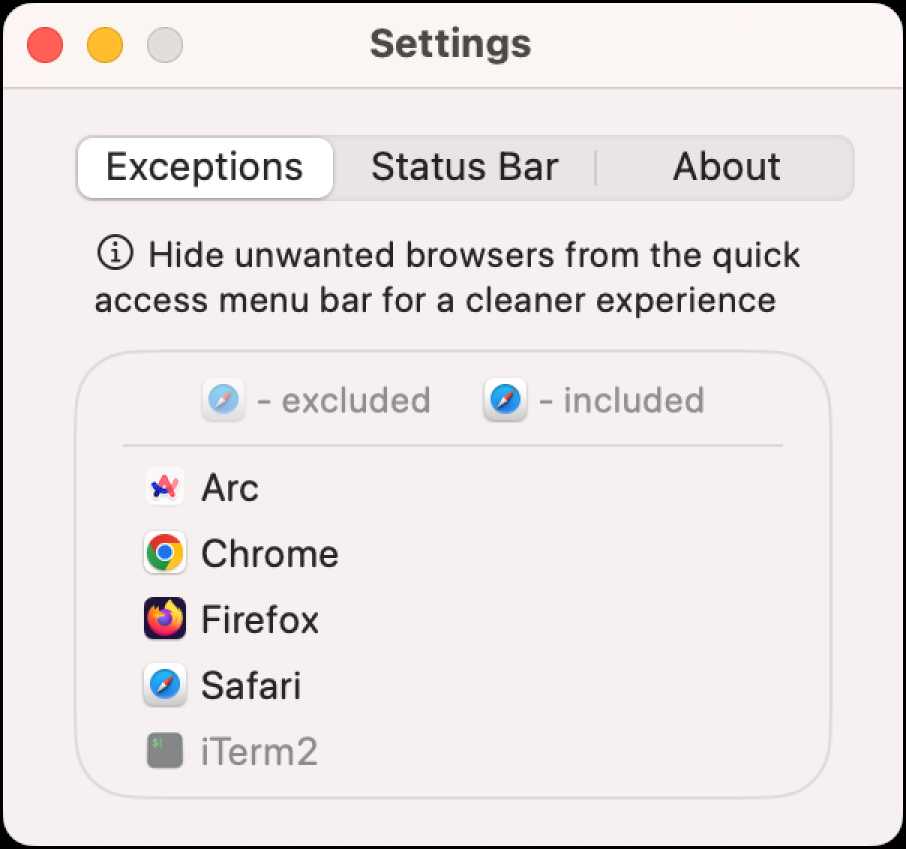 Settings
Exceptions Status Bar About
Hide unwanted browsers from the quick
access menu bar for a cleaner experience
- excluded - included
Arc
Chrome
Firefox
Safari
$
iTerm2